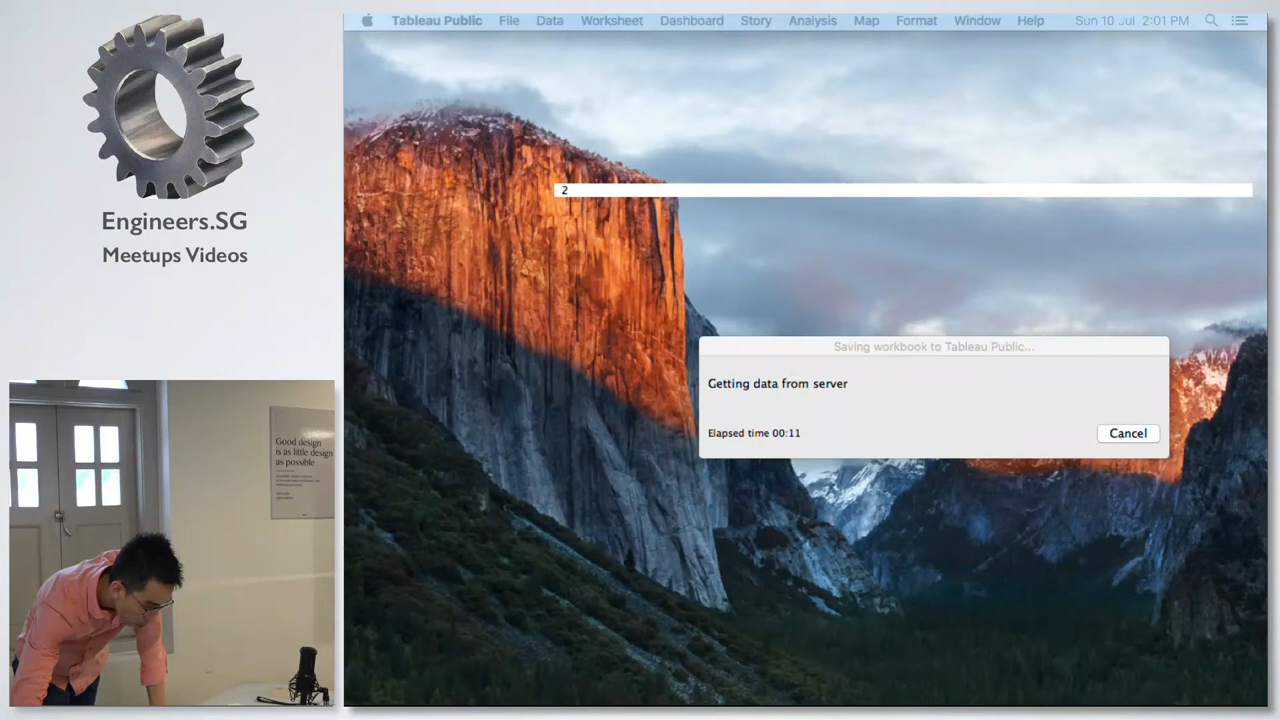 Engineers.SG
Meetups Videos
Tableau Public File Data Worksheet Dashboard Story Analysis Map Format Window Help Sun 10 Jul 2:01 PM
2
Saving workbook to Tableau Public...
Getting data from server
Elapsed time 00:11
Cancel
Good design
is as little design
as possible